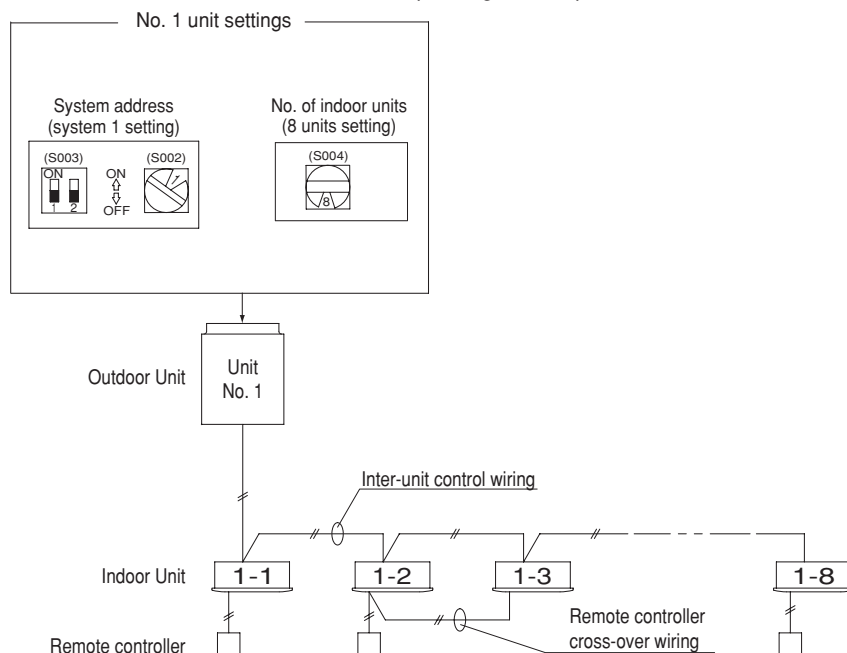 No. 1 unit settings
System address
(system 1 setting)
No. of indoor units
(8 units setting)
(S003)
(S002)
(S004)
ON
ON
1
OFF
1 2
8
Outdoor Unit
Unit
No. 1
Inter-unit control wiring
Indoor Unit
1-1
1-2
1-3
1-8
Remote controller
cross-over wiring
Remote controller